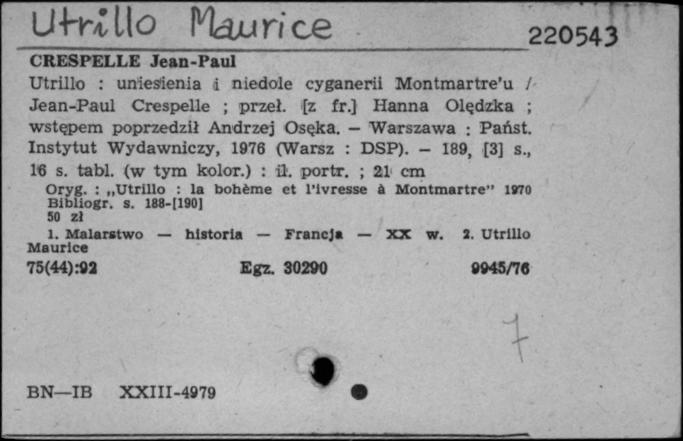 Utrillo Maurice
220543
CRESPELLE Jean-Paul
Utrillo : uniesienia i niedole cyganerii Montmartre'u /
Jean-Paul Crespelle ; przeł. [z fr.] Hanna Olędzka ;
wstępem poprzedził Andrzej Osęka. — Warszawa : Państ.
Instytut Wydawniczy, 1976 (Warsz : DSP). — 189, [3] s.,
16 s. tabl. (w tym kolor.) : il. portr. ; 21 cm
Oryg. : „Utrillo : la bohème et l'ivresse à Montmartre" 1970
Bibliogr. s. 188-[190]
50 zł
1. Malarstwo — historia — Francja — XX w. 2. Utrillo
Maurice
75(44):92 Egz. 30290 9945/76
7
BN—IB XXIII-4979